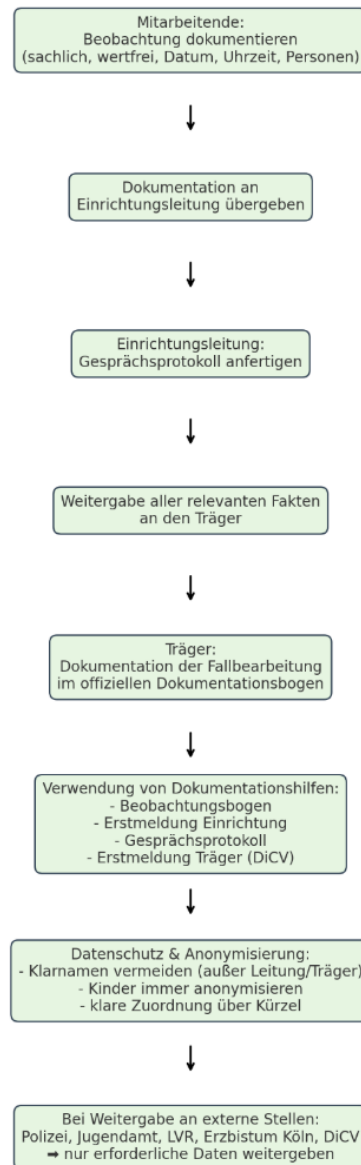 Mitarbeitende:
Beobachtung dokumentieren
(sachlich, wertfrei, Datum, Uhrzeit, Personen)
Dokumentation an
Einrichtungsleitung übergeben
Einrichtungsleitung:
Gesprächsprotokoll anfertigen
Weitergabe aller relevanten Fakten
an den Träger
Träger:
Dokumentation der Fallbearbeitung
im offiziellen Dokumentationsbogen
Verwendung von Dokumentationshilfen:
- Beobachtungsbogen
- Erstmeldung Einrichtung
- Gesprächsprotokoll
- Erstmeldung Träger (DiCV)
Datenschutz & Anonymisierung:
- Klarnamen vermeiden (außer Leitung/Träger)
- Kinder immer anonymisieren
- klare Zuordnung über Kürzel
Bei Weitergabe an externe Stellen:
Polizei, Jugendamt, LVR, Erzbistum Köln, DiCV
➡ nur erforderliche Daten weitergeben